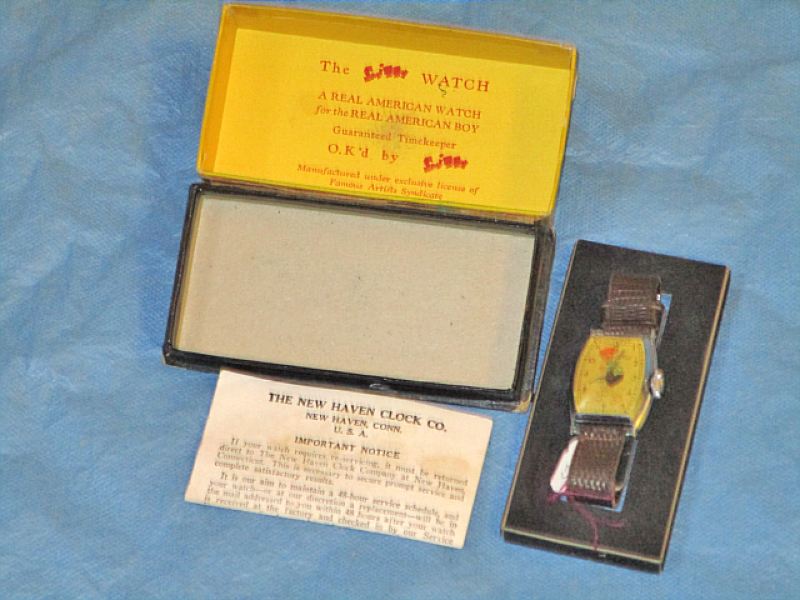 The WATCH
A REAL AMERICAN WATCH
for the REAL AMERICAN BOY
Guaranteed Timekeeper
O.K'd by
Manufactured under exclusive license of
Famous Artists Syndicate
THE NEW HAVEN CLOCK CO.
NEW HAVEN, CONN.
U. S. A.
IMPORTANT NOTICE
If your watch requires re-servicing, it must be returned
direct to The New Haven Clock Company at New Haven
Connecticut. This is necessary to secure prompt service and
complete satisfactory results.
It is our aim to maintain a 48-hour service schedule, and
your watch—or at our discretion a replacement—will be in
the mail addressed to you within 48 hours after your watch
is received at the factory and checked in by our Service